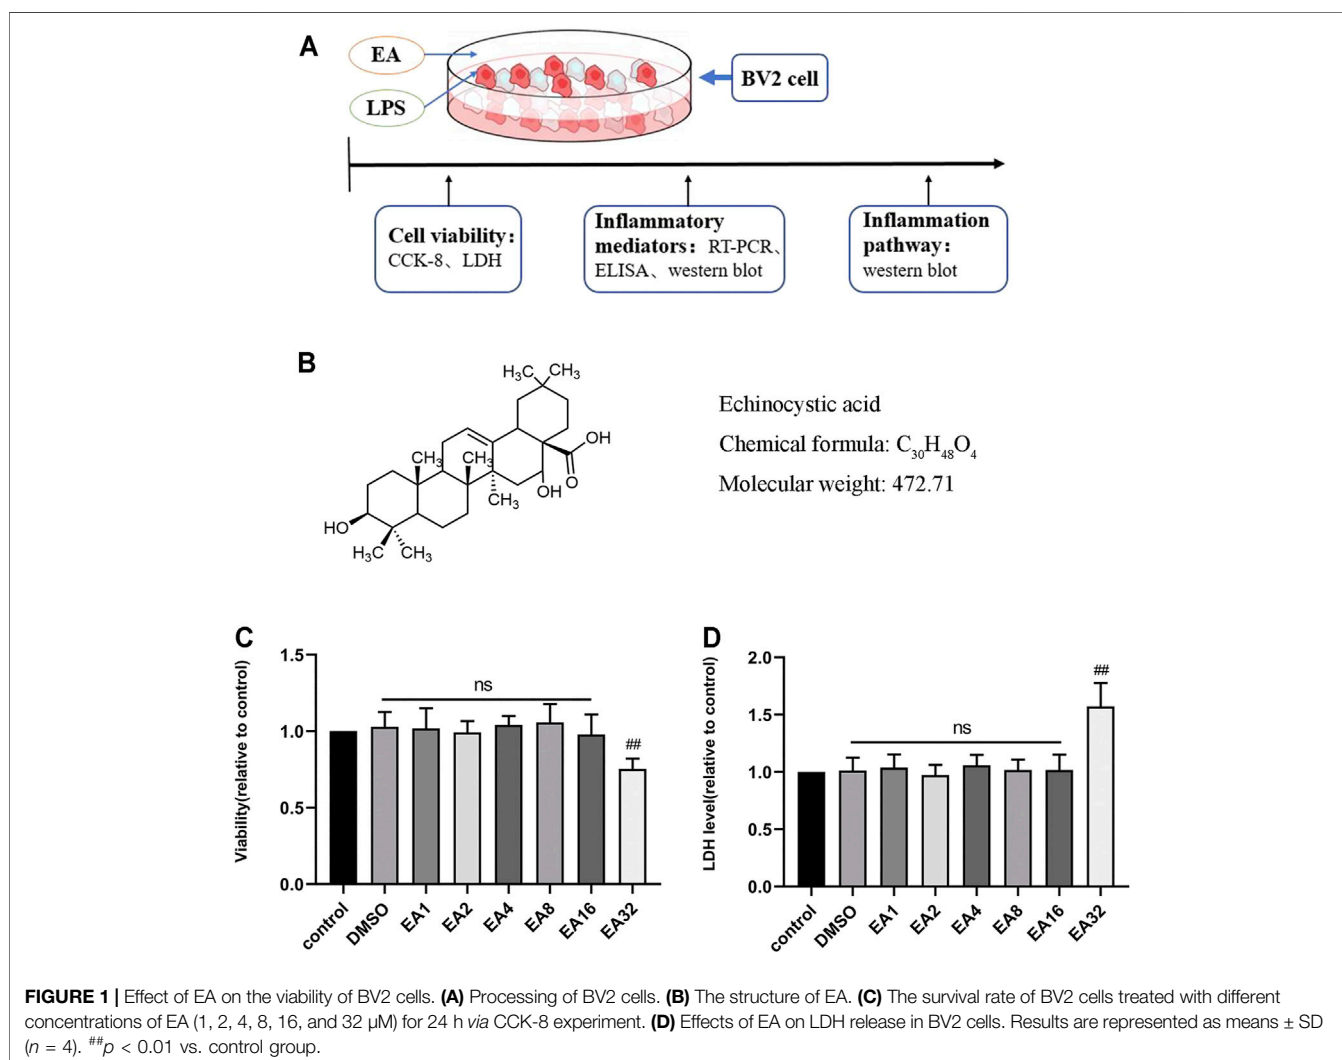 A
EA
LPS
BV2 cell
Cell viability：
CCK-8、LDH
Inflammatory
mediators：RT-PCR、
ELISA、western blot
Inflammation
pathway：
western blot
B
H₃C CH₃
OH
O
CH₃ CH₃
CH₃
OH
HO
H₃C CH₃
Echinocystic acid
Chemical formula: C₃₀H₄₈O₄
Molecular weight: 472.71
C
Viability(relative to control)
1.5
1.0
0.5
0.0
ns
##
control DMSO EA1 EA2 EA4 EA8 EA16 EA32
D
LDH level(relative to control)
2.0
1.5
1.0
0.5
0.0
ns
##
control DMSO EA1 EA2 EA4 EA8 EA16 EA32
FIGURE 1 | Effect of EA on the viability of BV2 cells. (A) Processing of BV2 cells. (B) The structure of EA. (C) The survival rate of BV2 cells treated with different
concentrations of EA (1, 2, 4, 8, 16, and 32 μM) for 24 h via CCK-8 experiment. (D) Effects of EA on LDH release in BV2 cells. Results are represented as means ± SD
(n = 4). ##p < 0.01 vs. control group.